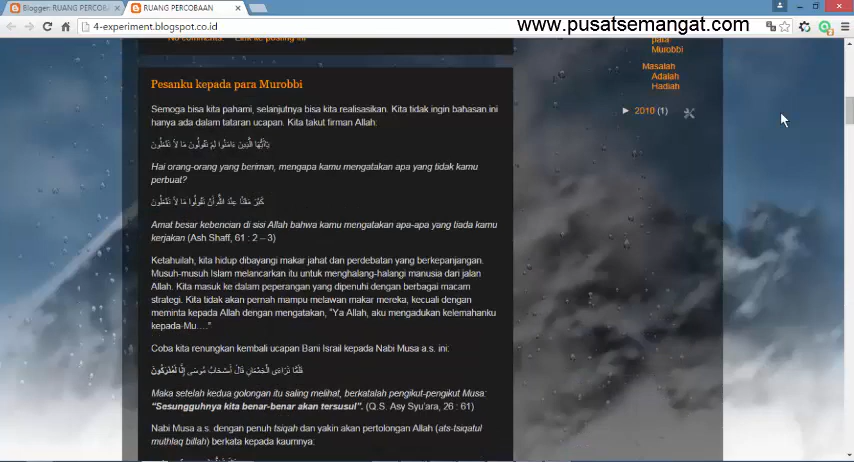 Blogger: RUANG PERCOBA
RUANG PERCOBAAN
www.pusatsemangat.com
4-experiment.blogspot.co.id
2
No comments: Link ke posting ini
para
Murobbi
Masalah
Adalah
Hadiah
► 2010 (1)
Pesanku kepada para Murobbi
Semoga bisa kita pahami, selanjutnya bisa kita realisasikan. Kita tidak ingin bahasan ini
hanya ada dalam tataran ucapan. Kita takut firman Allah:
يَاأَيُّهَا الَّذِينَ ءَامَنُوا لِمَ تَقُولُونَ مَا لاَ تَفْعَلُونَ
Hai orang-orang yang beriman, mengapa kamu mengatakan apa yang tidak kamu
perbuat?
كَبُرَ مَقْتًا عِنْدَ اللَّهِ أَنْ تَقُولُوا مَا لاَ تَفْعَلُونَ
Amat besar kebencian di sisi Allah bahwa kamu mengatakan apa-apa yang tiada kamu
kerjakan (Ash Shaff, 61 : 2 – 3)
Ketahuilah, kita hidup dibayangi makar jahat dan perdebatan yang berkepanjangan.
Musuh-musuh Islam melancarkan itu untuk menghalang-halangi manusia dari jalan
Allah. Kita masuk ke dalam peperangan yang dipenuhi dengan berbagai macam
strategi. Kita tidak akan pernah mampu melawan makar mereka, kecuali dengan
meminta kepada Allah dengan mengatakan, “Ya Allah, aku mengadukan kelemahanku
kepada-Mu….”
Coba kita renungkan kembali ucapan Bani Israil kepada Nabi Musa a.s. ini:
فَلَمَّا تَرَاءَى الْجَمْعَانِ قَالَ أَصْحَابُ مُوسَى إِنَّا لَمُدْرَكُونَ
Maka setelah kedua golongan itu saling melihat, berkatalah pengikut-pengikut Musa:
“Sesungguhnya kita benar-benar akan tersusul”. (Q.S. Asy Syu'ara, 26 : 61)
Nabi Musa a.s. dengan penuh tsiqah dan yakin akan pertolongan Allah (ats-tsiqatul
muthlaq billah) berkata kepada kaumnya: